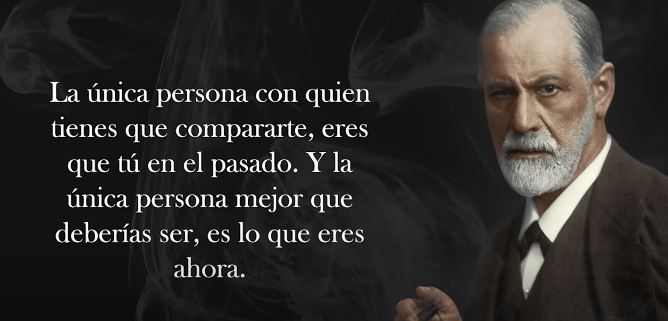 La única persona con quien
tienes que compararte, eres
que tú en el pasado. Y la
única persona mejor que
deberías ser, es lo que eres
ahora.